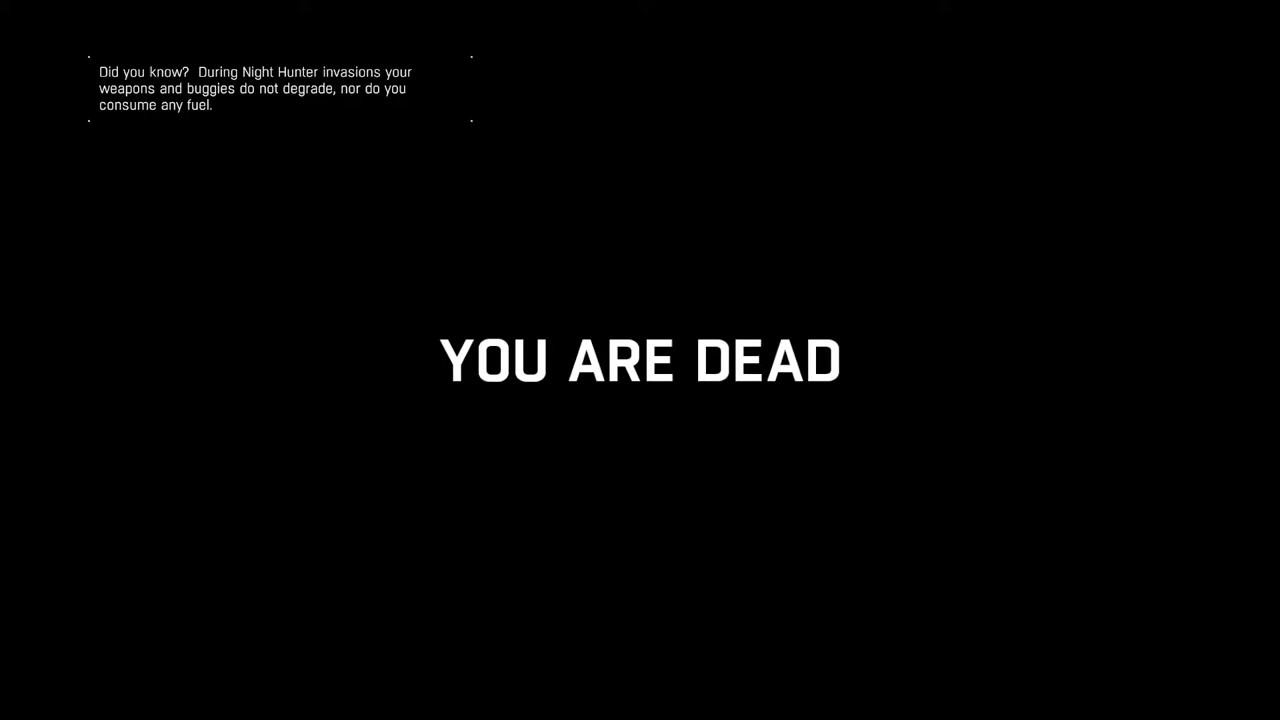 Did you know?  During Night Hunter invasions your
weapons and buggies do not degrade, nor do you
consume any fuel.
YOU ARE DEAD